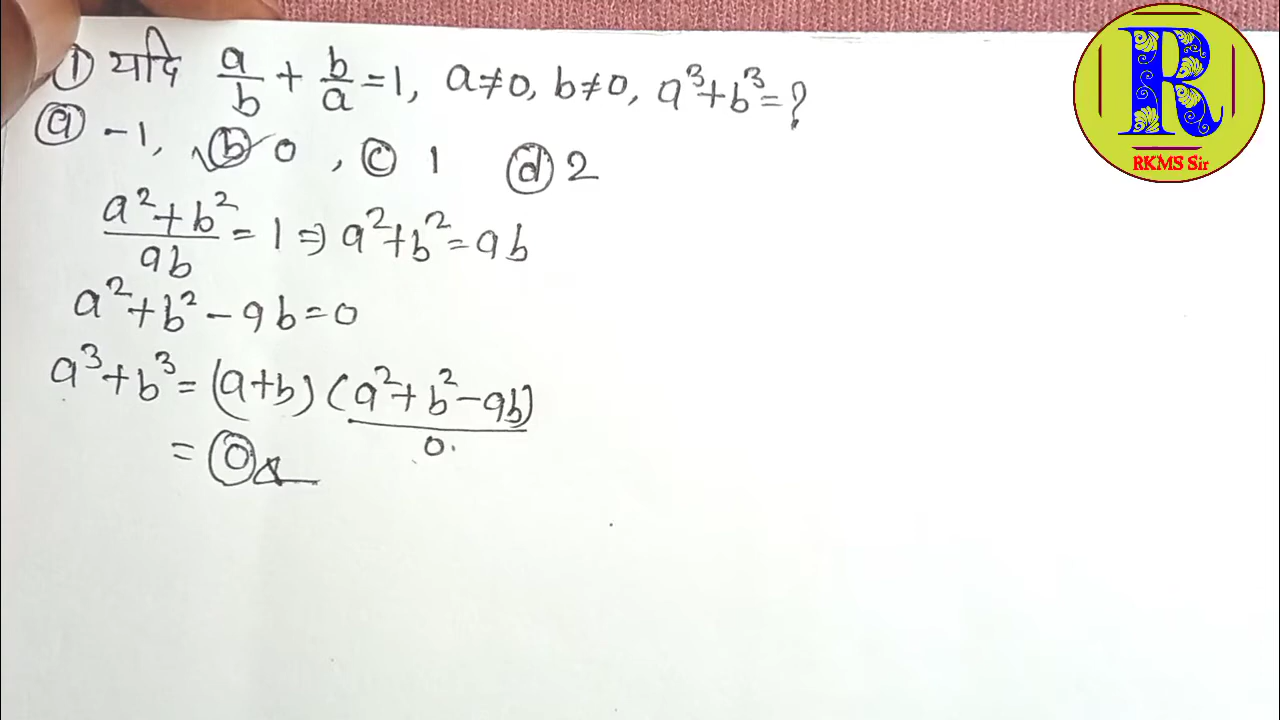 ① यदि a/b + b/a = 1, a≠0, b≠0, a³+b³=?
ⓐ -1, ⓑ 0, ⓒ 1 ⓓ 2
(a²+b²)/ab = 1 ⇒ a²+b² = ab
a²+b²-ab=0
a³+b³ = (a+b) (a²+b²-ab)
0
= 0
R
RKMS Sir